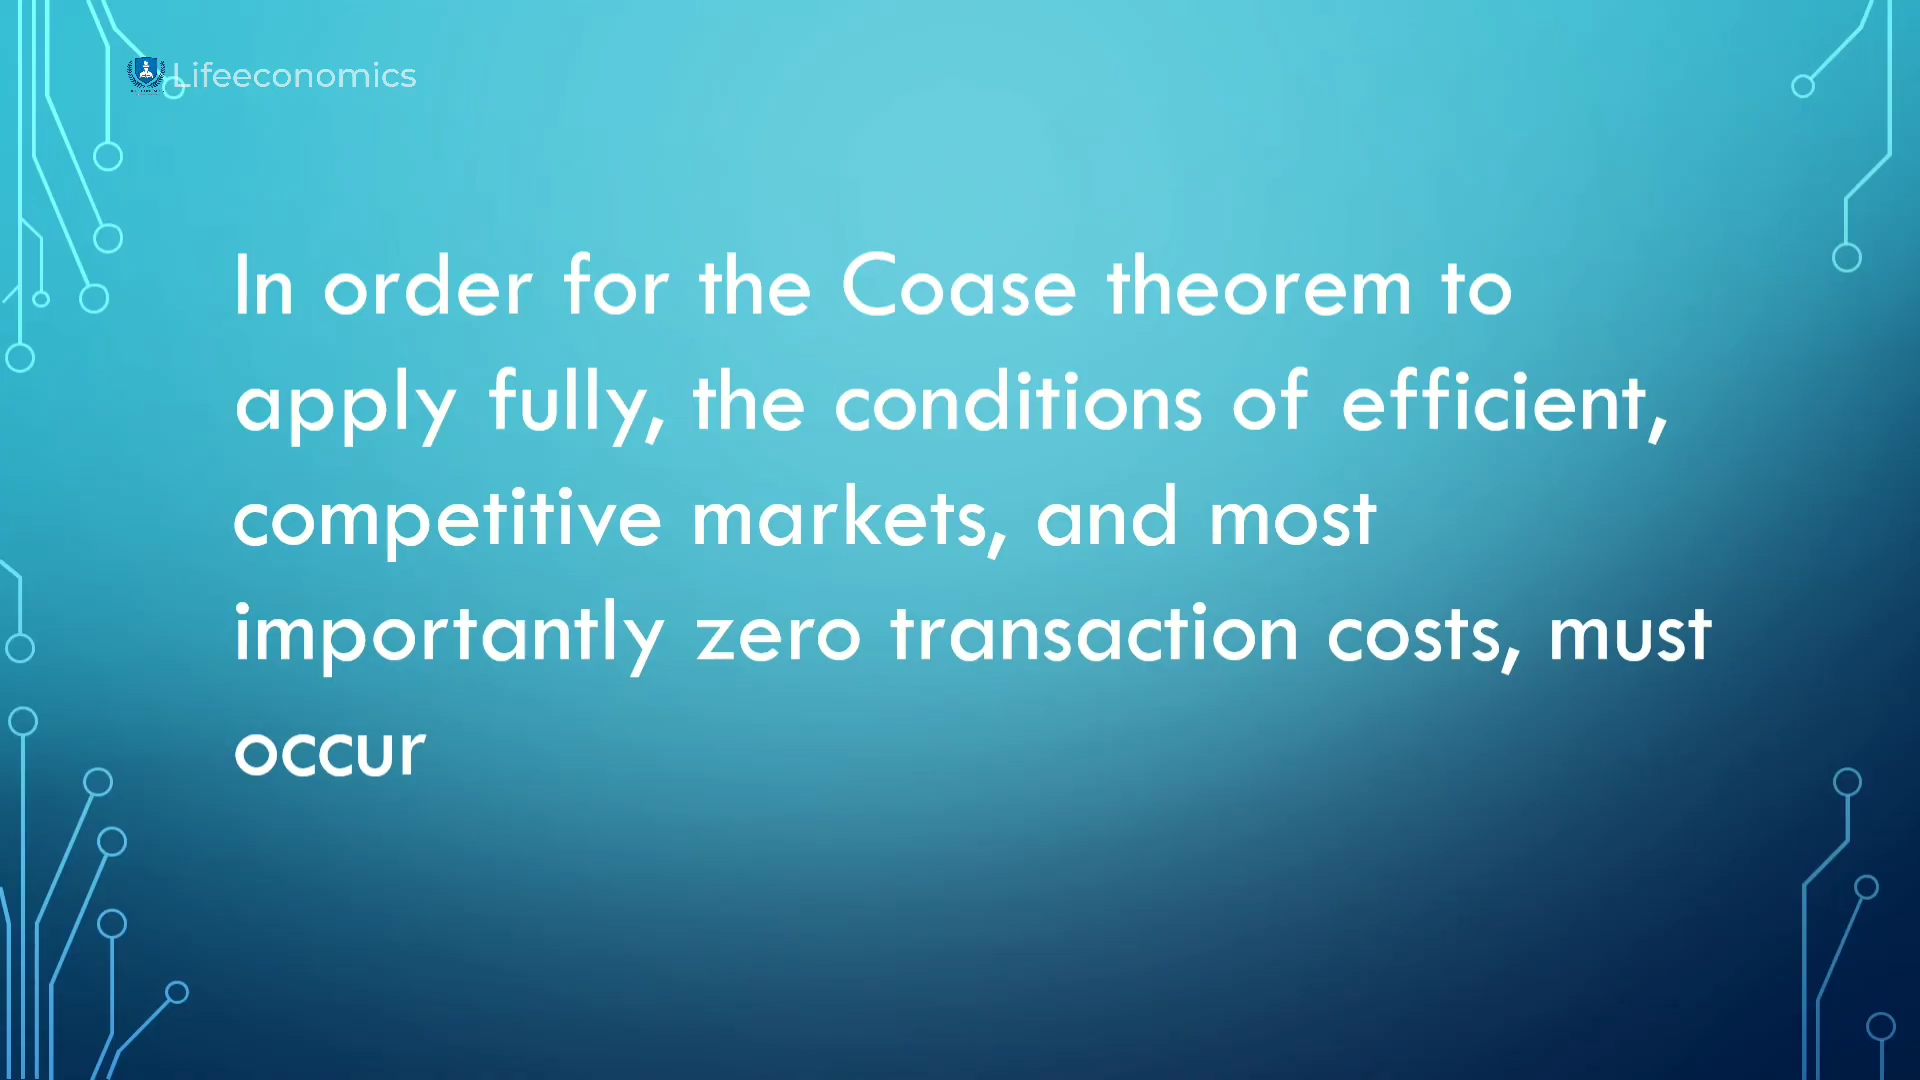 Lifeeconomics
In order for the Coase theorem to
apply fully, the conditions of efficient,
competitive markets, and most
importantly zero transaction costs, must
occur